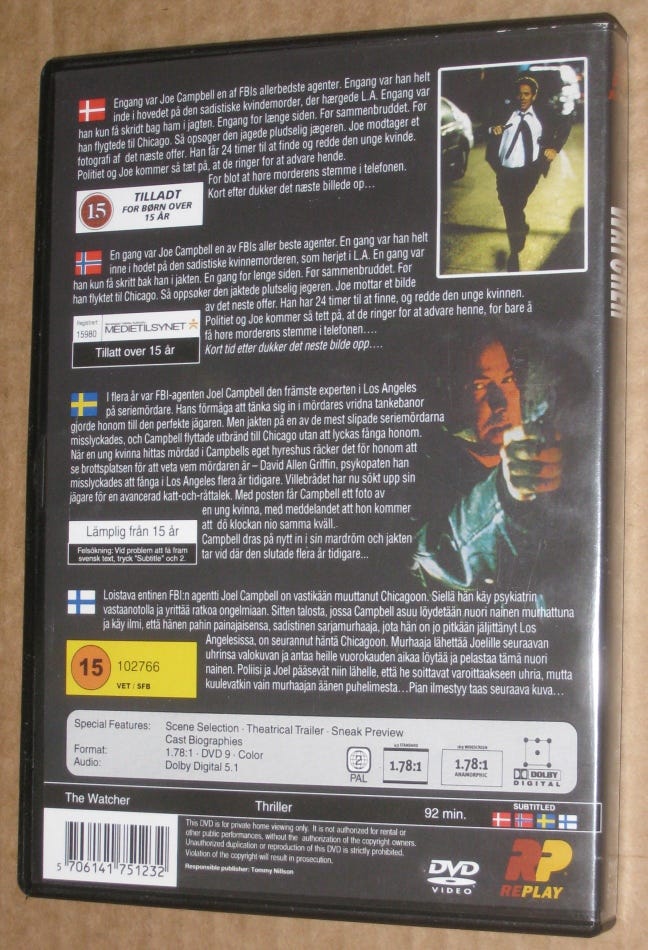 Engang var Joe Campbell en af FBIs allerbedste agenter. Engang var han helt
inde i hovedet på den sadistiske kvindemorder, der hærgede L.A. Engang var
han kun få skridt bag ham i jagten. Engang for længe siden. For sammenbruddet. For
han flygtede til Chicago. Så opsøger den jagede pludselig jægeren. Joe modtager et
fotografi af det næste offer. Han får 24 timer til at finde og redde den unge kvinde.
Politiet og Joe kommer så tæt på, at de ringer for at advare hende.
For blot at høre morderens stemme i telefonen.
Kort efter dukker det næste billede op…
15
TILLADT
FOR BØRN OVER
15 ÅR
En gang var Joe Campbell en av FBIs aller beste agenter. En gang var han helt
inne i hodet på den sadistiske kvinnemorderen, som herjet i L.A. En gang var
han kun få skritt bak han i jakten. En gang for lenge siden. For sammenbruddet. For
han flyktet til Chicago. Så oppsøker den jaktede plutselig jegeren. Joe mottar et bilde
av det neste offer. Han har 24 timer til at finne, og redde den unge kvinnen.
Politiet og Joe kommer så tett på, at de ringer for at advare henne, for bare å
få høre morderens stemme i telefonen….
Kort tid etter dukker det neste bilde opp….
Registrert
15980
MEDIETILSYNET
Tillatt over 15 år
I flera år var FBI-agenten Joel Campbell den främste experten i Los Angeles
på seriemördare. Hans förmåga att tänka sig in i mördares vridna tankebanor
gjorde honom till den perfekte jägaren. Men jakten på en av de mest slipade seriemördarna
misslyckades, och Campbell flyttade utbränd till Chicago utan att lyckas fånga honom.
När en ung kvinna hittas mördad i Campbells eget hyreshus räcker det för honom att
se brottsplatsen för att veta vem mördaren är – David Allen Griffin, psykopaten han
misslyckades att fånga i Los Angeles flera år tidigare. Villebrådet har nu sökt upp sin
jägare för en avancerad katt-och-råttalek. Med posten får Campbell ett foto av
en ung kvinna, med meddelandet att hon kommer
att dö klockan nio samma kväll.
Campbell dras på nytt in i sin mardröm och jakten
tar vid där den slutade flera år tidigare...
Lämplig från 15 år
Felsökning: Vid problem att få fram
svensk text, tryck "Subtitle" och 2.
Loistava entinen FBI:n agentti Joel Campbell on vastikään muuttanut Chicagoon. Siellä hän käy psykiatrin
vastaanotolla ja yrittää ratkoa ongelmiaan. Sitten talosta, jossa Campbell asuu löydetään nuori nainen murhattuna
ja käy ilmi, että hänen pahin painajaisensa, sadistinen sarjamurhaaja, jota hän on jo pitkään jäljittänyt Los
Angelesissa, on seurannut häntä Chicagoon. Murhaaja lähettää Joelille seuraavan
uhrinsa valokuvan ja antaa heille vuorokauden aikaa löytää ja pelastaa tämä nuori
nainen. Poliisi ja Joel pääsevät niin lähelle, että he soittavat varoittaakseen uhria, mutta
kuulevatkin vain murhaajan äänen puhelimesta…Pian ilmestyy taas seuraava kuva…
15
102766
VET / SFB
Special Features: Scene Selection · Theatrical Trailer · Sneak Preview
Cast Biographies
Format: 1.78:1 · DVD 9 · Color
Audio: Dolby Digital 5.1
2
PAL
4:3 STANDARD
1.78:1
16:9 WIDESCREEN
1.78:1
ANAMORPHIC
DOLBY
DIGITAL
The Watcher
Thriller
92 min.
SUBTITLED
This DVD is for private home viewing only. It is not authorized for rental or
other public performances, without the authorization of the copyright owners.
Unauthorized duplication or reproduction of this DVD is strictly prohibited.
Violation of the copyright will result in prosecution.
Responsible publisher: Tommy Nillson
5 706141 751232
DVD
VIDEO
RP
REPLAY